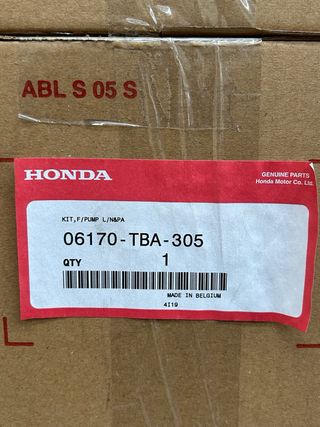 ABL S 05 S
HONDA
GENUINE PARTS
Honda Motor Co. Ltd.
KIT,F/PUMP L/N&PA
06170-TBA-305
QTY 1
MADE IN BELGIUM
4I19